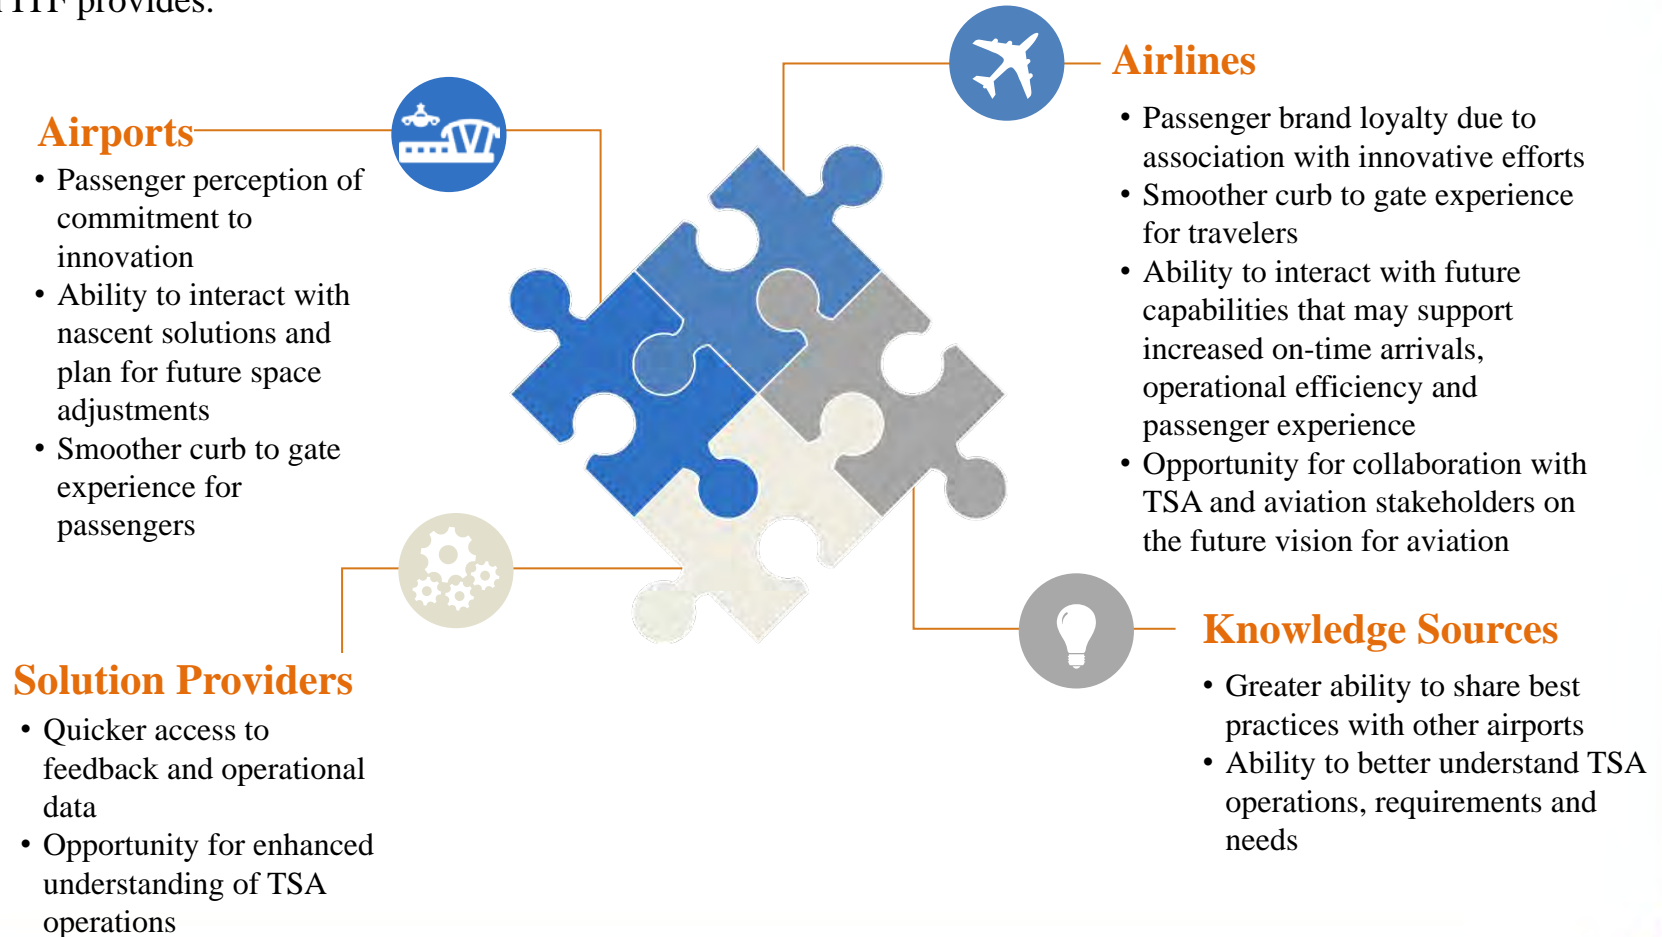 ITF provides:
Airports
• Passenger perception of
commitment to
innovation
• Ability to interact with
nascent solutions and
plan for future space
adjustments
• Smoother curb to gate
experience for
passengers
Airlines
• Passenger brand loyalty due to
association with innovative efforts
• Smoother curb to gate experience
for travelers
• Ability to interact with future
capabilities that may support
increased on-time arrivals,
operational efficiency and
passenger experience
• Opportunity for collaboration with
TSA and aviation stakeholders on
the future vision for aviation
Solution Providers
• Quicker access to
feedback and operational
data
• Opportunity for enhanced
understanding of TSA
operations
Knowledge Sources
• Greater ability to share best
practices with other airports
• Ability to better understand TSA
operations, requirements and
needs